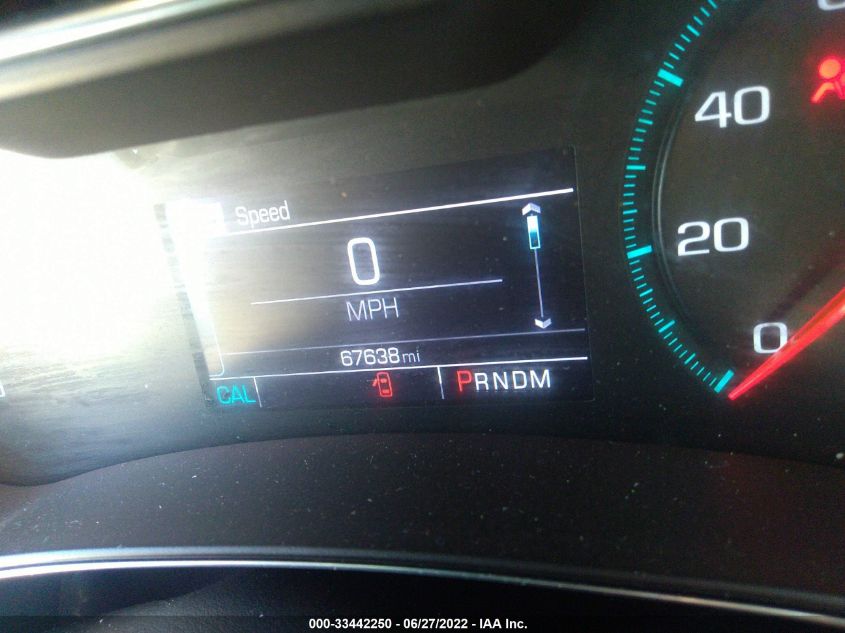 Speed
0
MPH
67638 mi
CAL
PRNDM
40
20
0
000-33442250 - 06/27/2022 - IAA Inc.